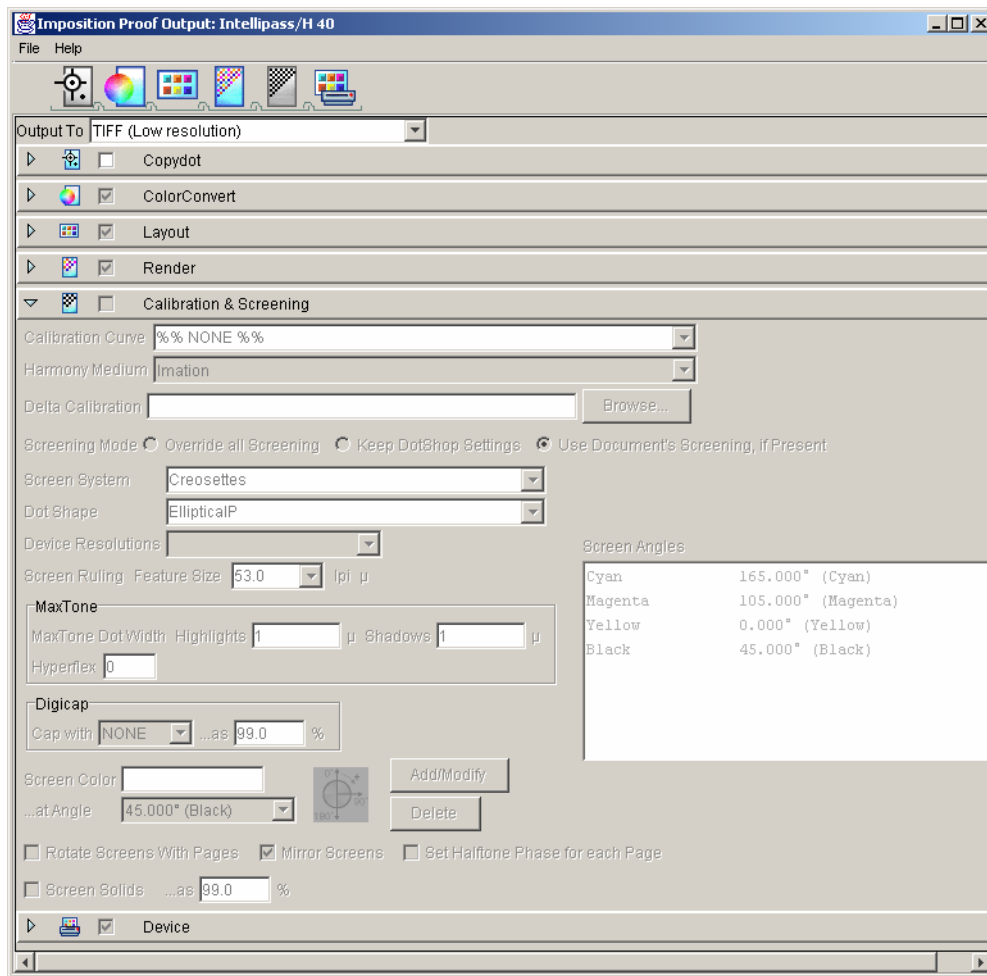 Imposition Proof Output: Intellipass/H 40
File Help
Output To TIFF (Low resolution)
Copydot
ColorConvert
Layout
Render
Calibration & Screening
Calibration Curve %% NONE %%
Harmony Medium Imation
Delta Calibration Browse...
Screening Mode Override all Screening Keep DotShop Settings Use Document's Screening, if Present
Screen System Creosettes
Dot Shape EllipticalP
Device Resolutions
Screen Ruling Feature Size 53.0 lpi µ
MaxTone
MaxTone Dot Width Highlights 1 µ Shadows 1 µ
Hyperflex 0
Digicap
Cap with NONE ...as 99.0 %
Screen Angles
Cyan 165.000° (Cyan)
Magenta 105.000° (Magenta)
Yellow 0.000° (Yellow)
Black 45.000° (Black)
Screen Color Add/Modify
...at Angle 45.000° (Black) Delete
0°
90°
180°
Rotate Screens With Pages Mirror Screens Set Halftone Phase for each Page
Screen Solids ...as 99.0 %
Device